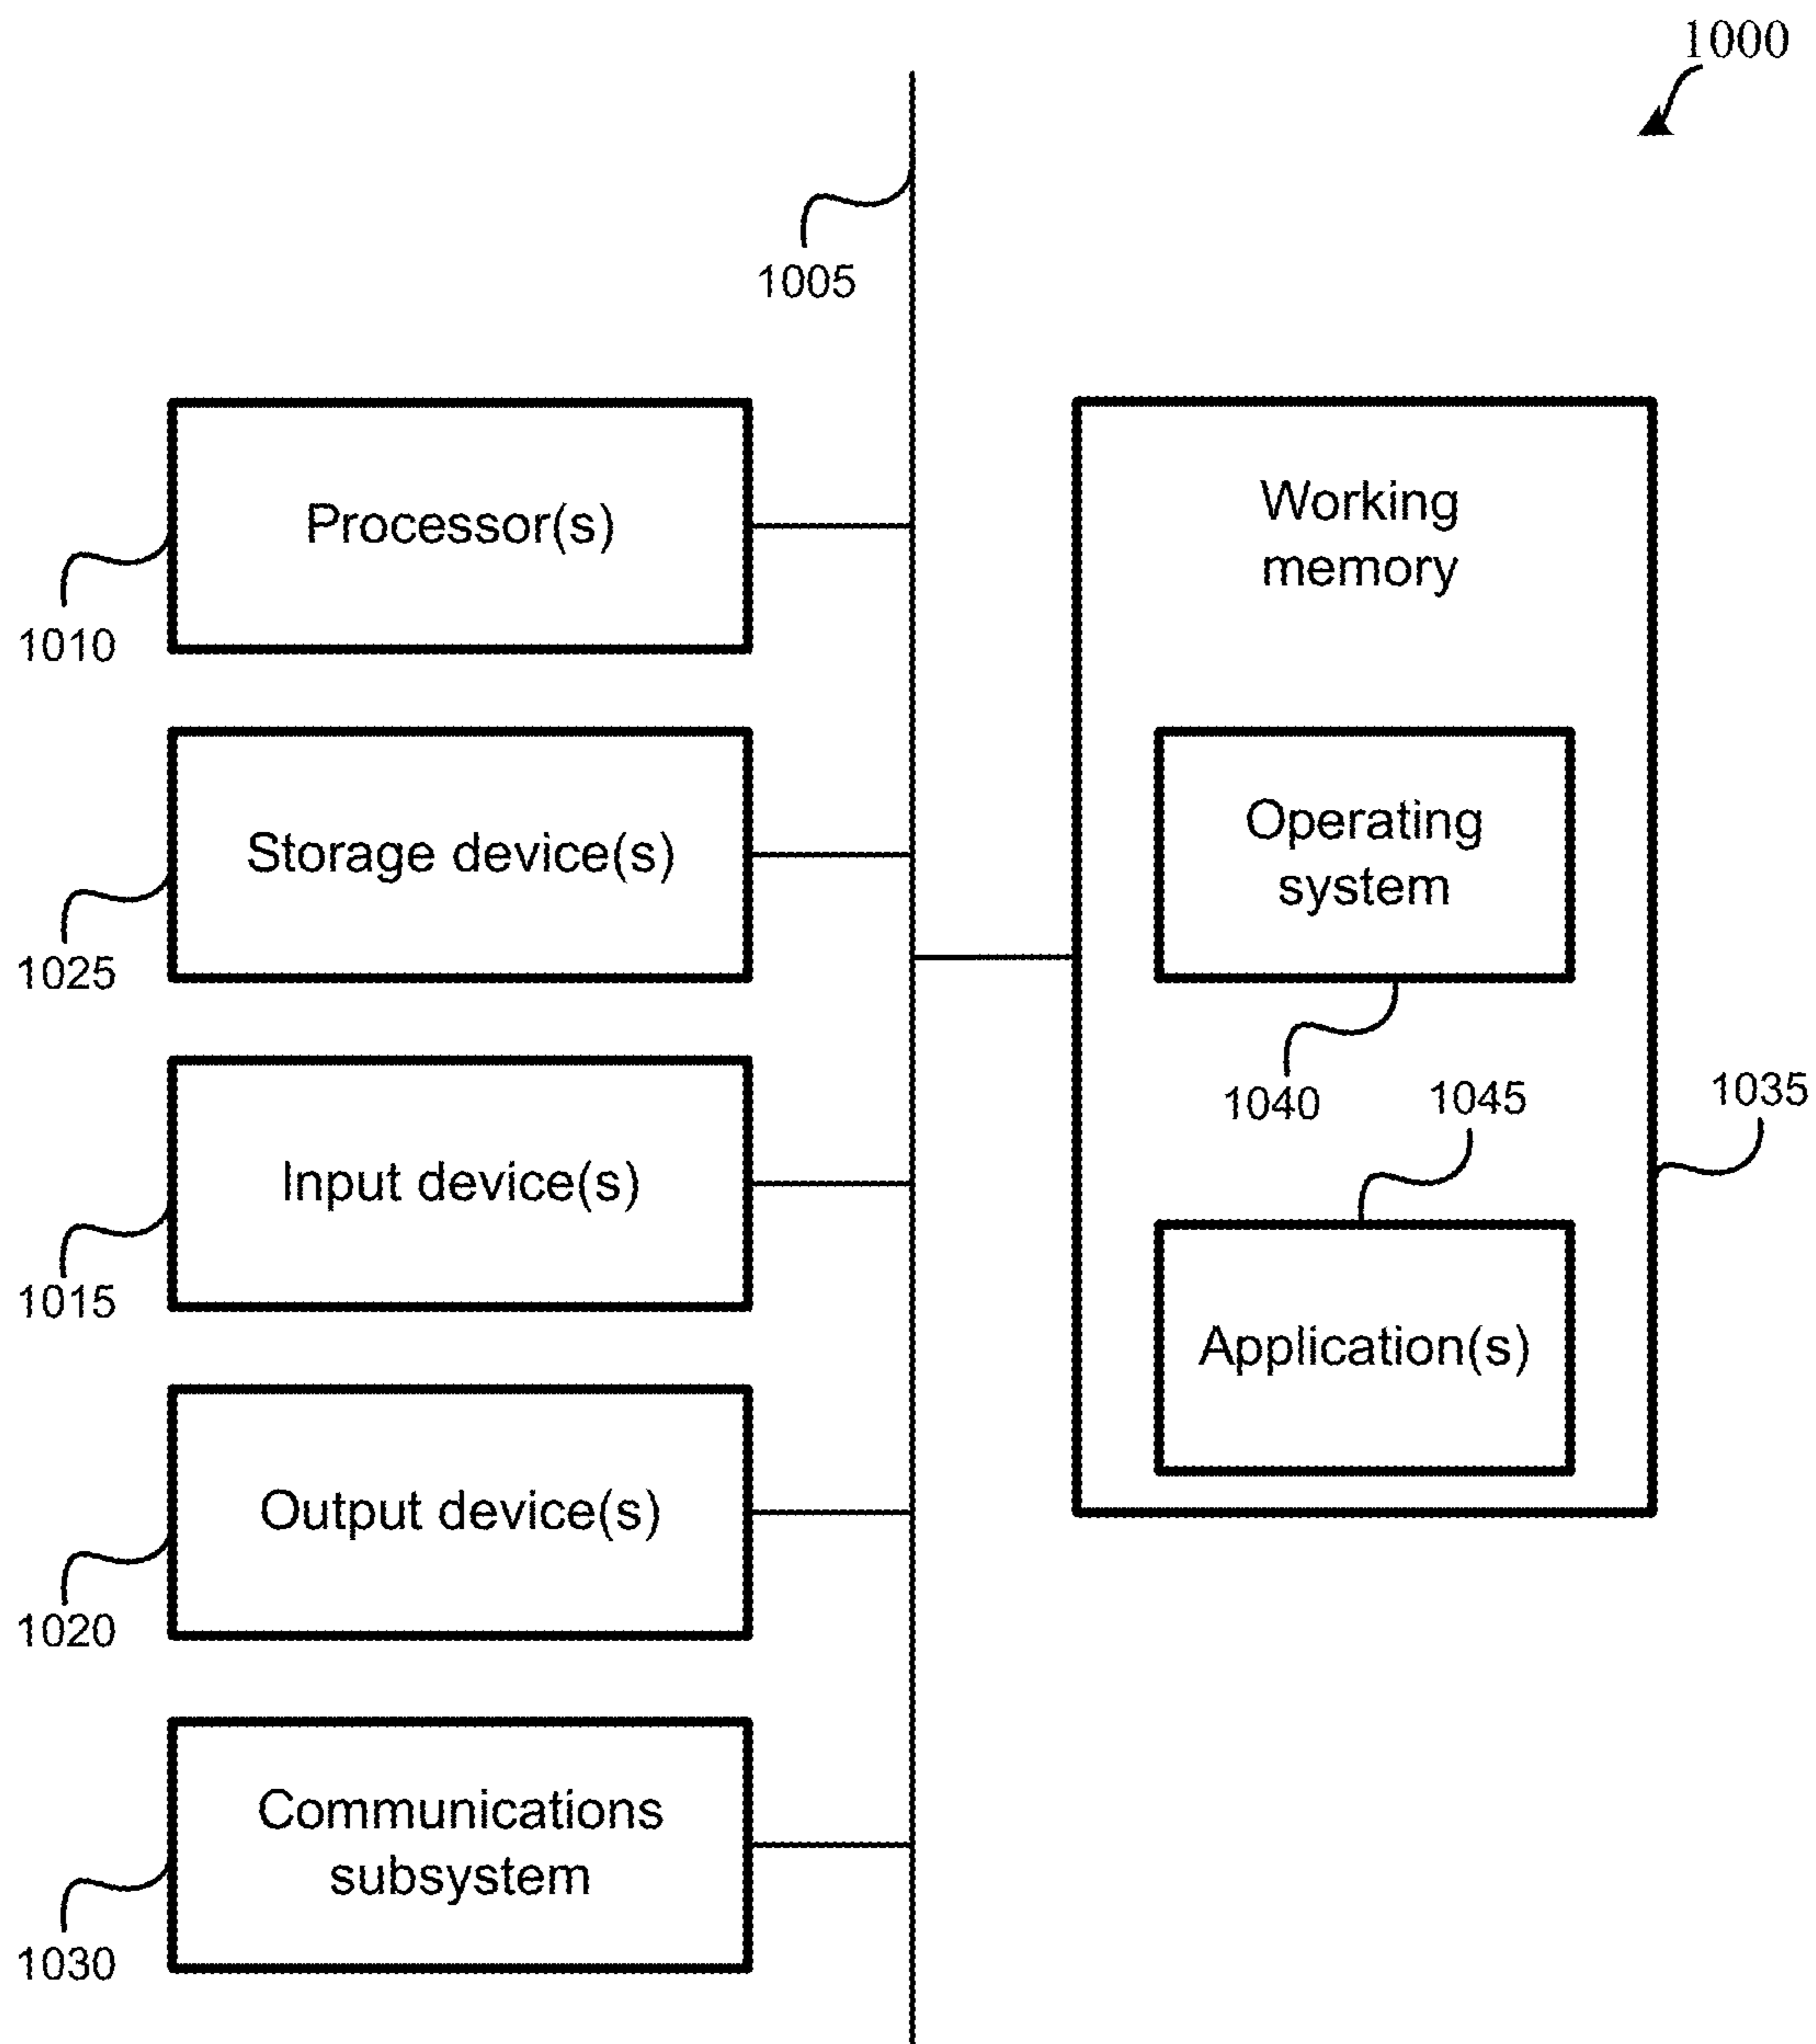 1000
1005
Processor(s)
1010
Storage device(s)
1025
Input device(s)
1015
Output device(s)
1020
Communications
subsystem
1030
Working
memory
Operating
system
1040
1045
1035
Application(s)